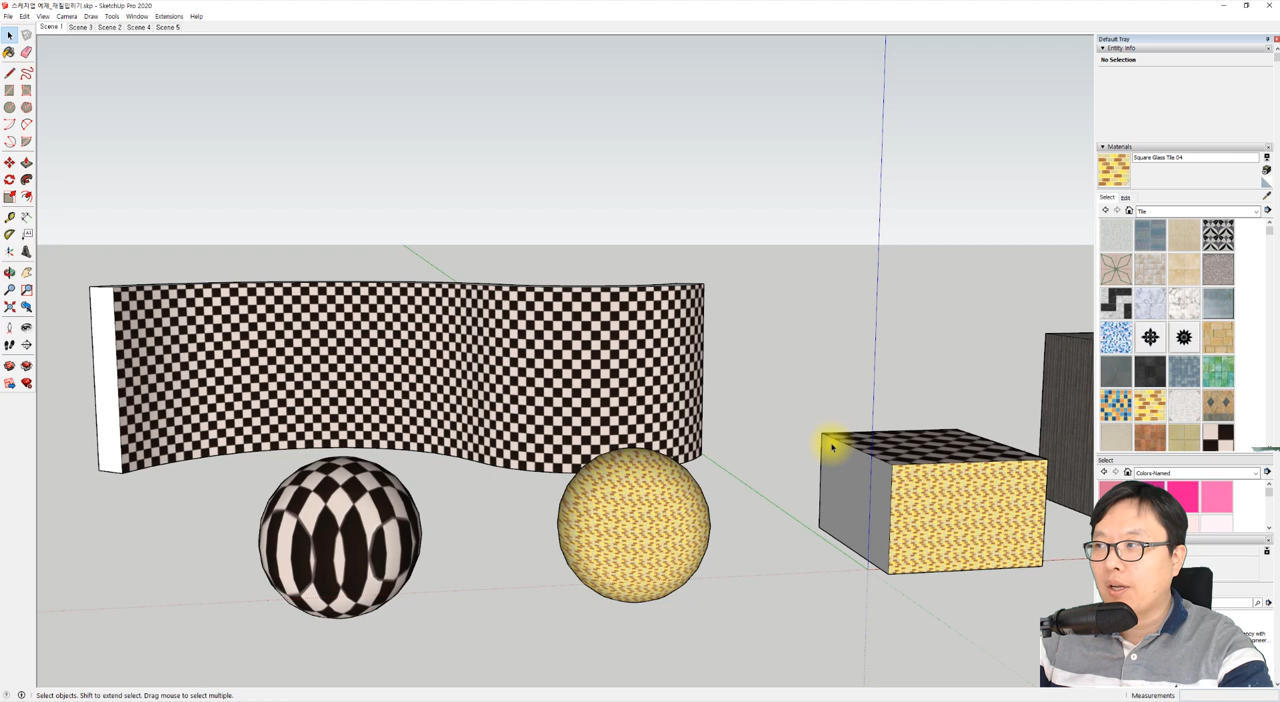 스케치업 예제_재질입히기.skp - SketchUp Pro 2020
File Edit View Camera Draw Tools Window Extensions Help
Scene 1 Scene 3 Scene 2 Scene 4 Scene 5
Default Tray
Entity Info
No Selection
Materials
Square Glass Tile 04
Select Edit
Tile
Select
Colors-Named
Select objects. Shift to extend select. Drag mouse to select multiple.
Measurements